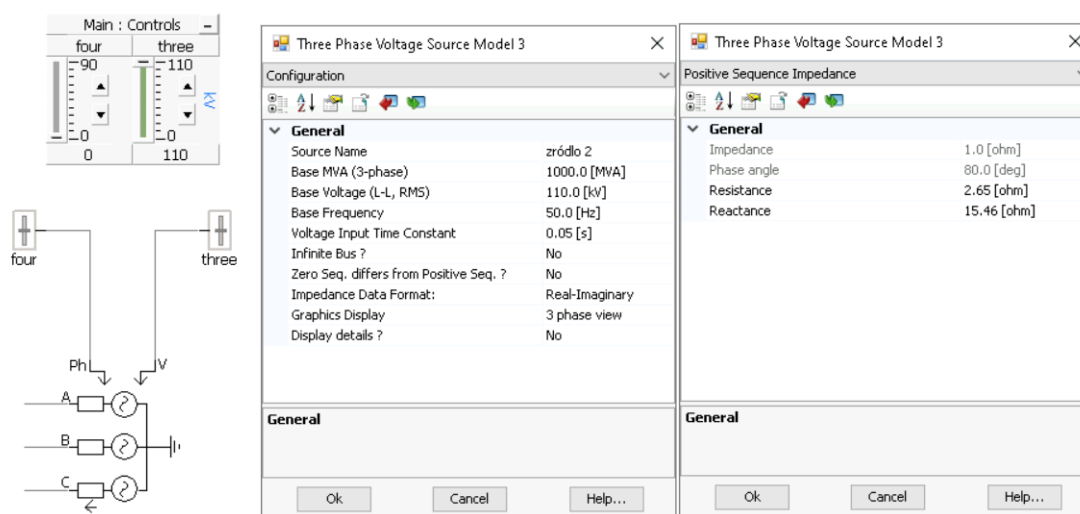 Main : Controls
four three
90 110
kV
0 0
0 110
four three
Ph V
A
B
C
Three Phase Voltage Source Model 3
Configuration
General
Source Name zródlo 2
Base MVA (3-phase) 1000.0 [MVA]
Base Voltage (L-L, RMS) 110.0 [kV]
Base Frequency 50.0 [Hz]
Voltage Input Time Constant 0.05 [s]
Infinite Bus ? No
Zero Seq. differs from Positive Seq. ? No
Impedance Data Format: Real-Imaginary
Graphics Display 3 phase view
Display details ? No
General
Ok Cancel Help...
Three Phase Voltage Source Model 3
Positive Sequence Impedance
General
Impedance 1.0 [ohm]
Phase angle 80.0 [deg]
Resistance 2.65 [ohm]
Reactance 15.46 [ohm]
General
Ok Cancel Help...